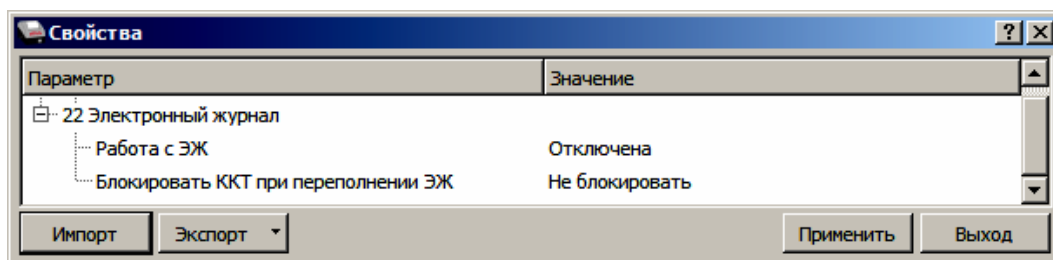 Свойства
Параметр Значение
22 Электронный журнал
Работа с ЭЖ Отключена
Блокировать ККТ при переполнении ЭЖ Не блокировать
Импорт Экспорт Применить Выход